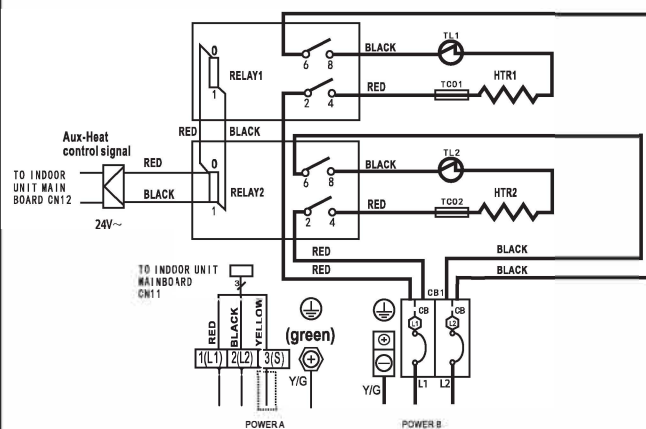 0
RELAY1
1
6 8
2 4
BLACK
RED
TL1
TCO1
HTR1
RED
BLACK
Aux-Heat
control signal
TO INDOOR
UNIT MAIN
BOARD CN12
RED
BLACK
24V~
0
RELAY2
1
6 8
2 4
BLACK
RED
TL2
TCO2
HTR2
RED
RED
BLACK
BLACK
TO INDOOR UNIT
MAINBOARD
CN11
3
RED
BLACK
YELLOW
1(L1) 2(L2) 3(S)
(green)
Y/G
POWER A
Y/G
CB1
CB CB
L1 L2
L1 L2
POWER B